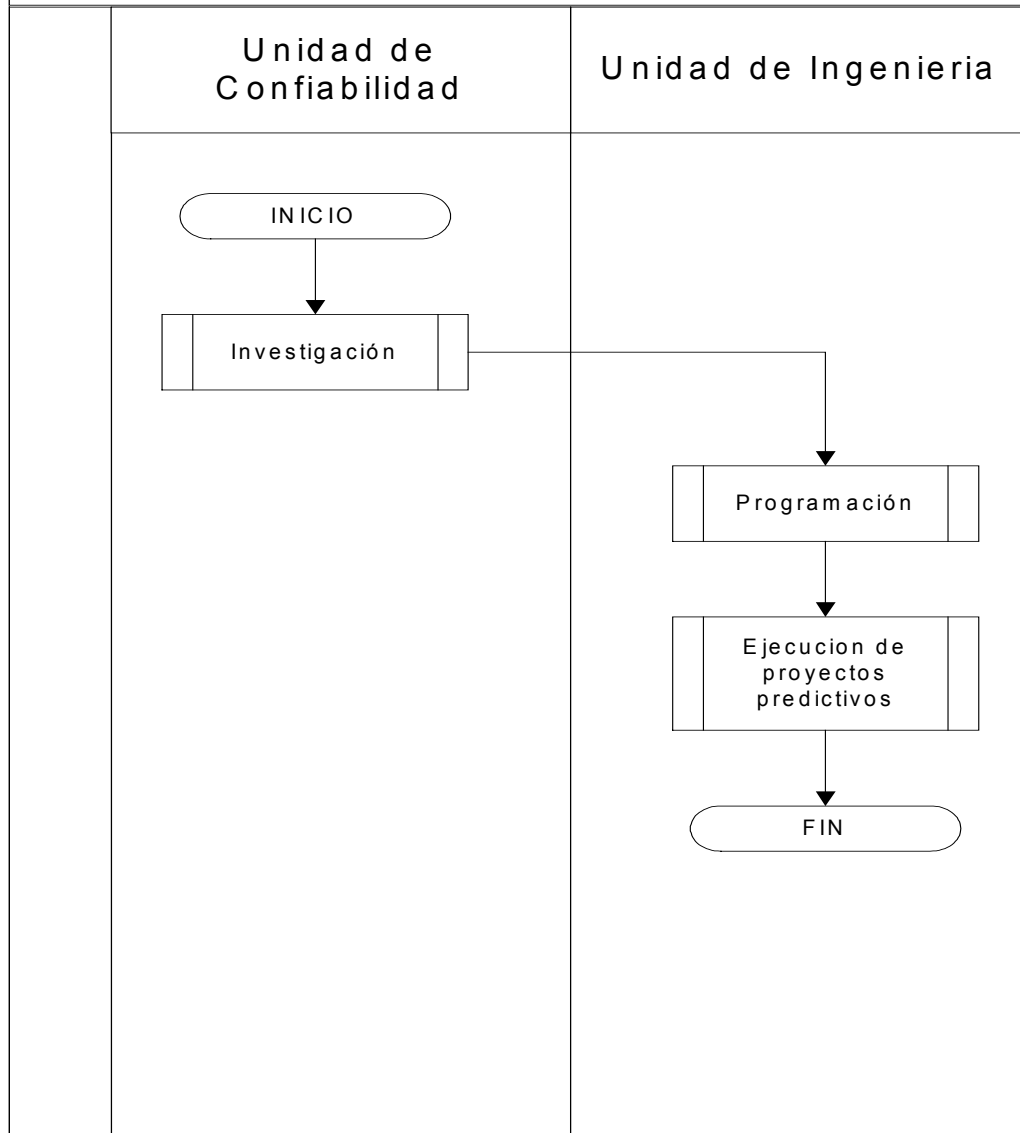 Unidad de
Confiabilidad
Unidad de Ingenieria
INICIO
Investigación
Programación
Ejecucion de
proyectos
predictivos
FIN